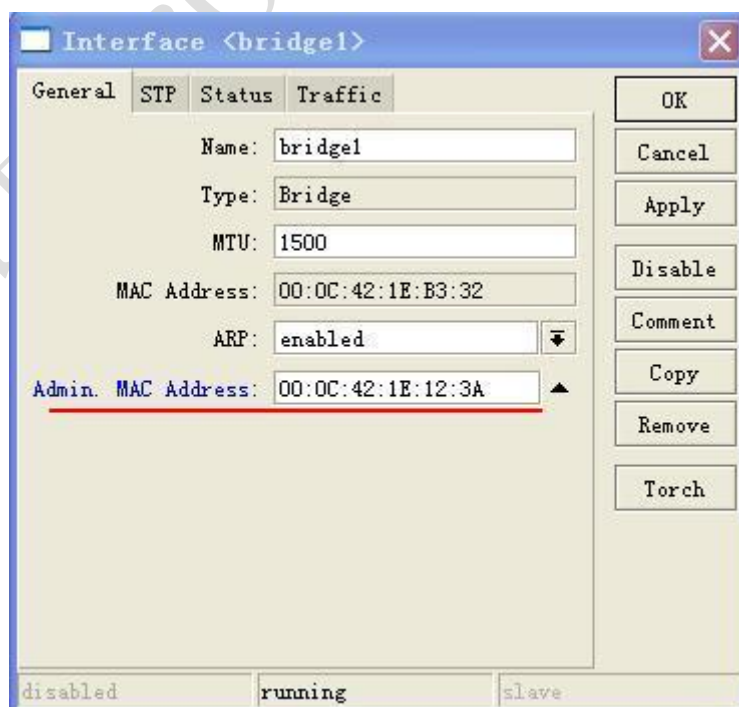 Interface <bridge1>
General STP Status Traffic
Name: bridge1
Type: Bridge
MTU: 1500
MAC Address: 00:0C:42:1E:B3:32
ARP: enabled
Admin. MAC Address: 00:0C:42:1E:12:3A
OK
Cancel
Apply
Disable
Comment
Copy
Remove
Torch
disabled running slave